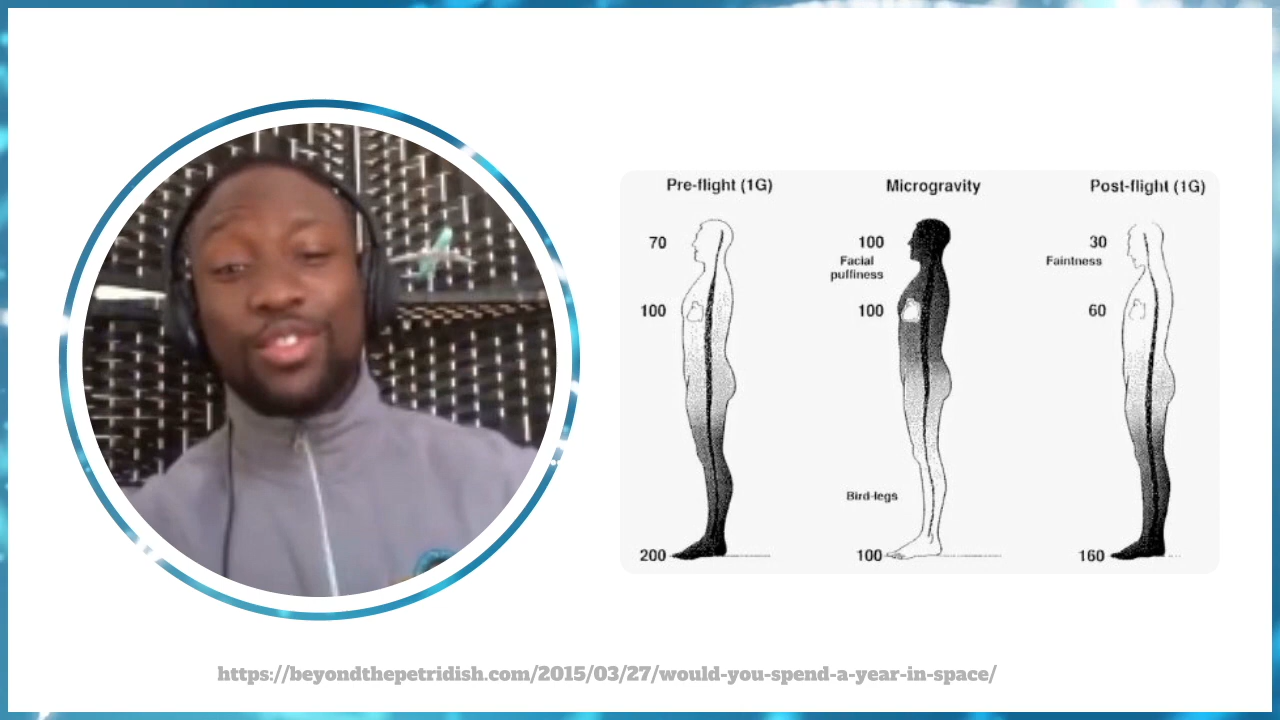 Pre-flight (1G)
70
100
200
Microgravity
100
Facial
puffiness
100
Bird-legs
100
Post-flight (1G)
30
Faintness
60
160
https://beyondthepetridish.com/2015/03/27/would-you-spend-a-year-in-space/